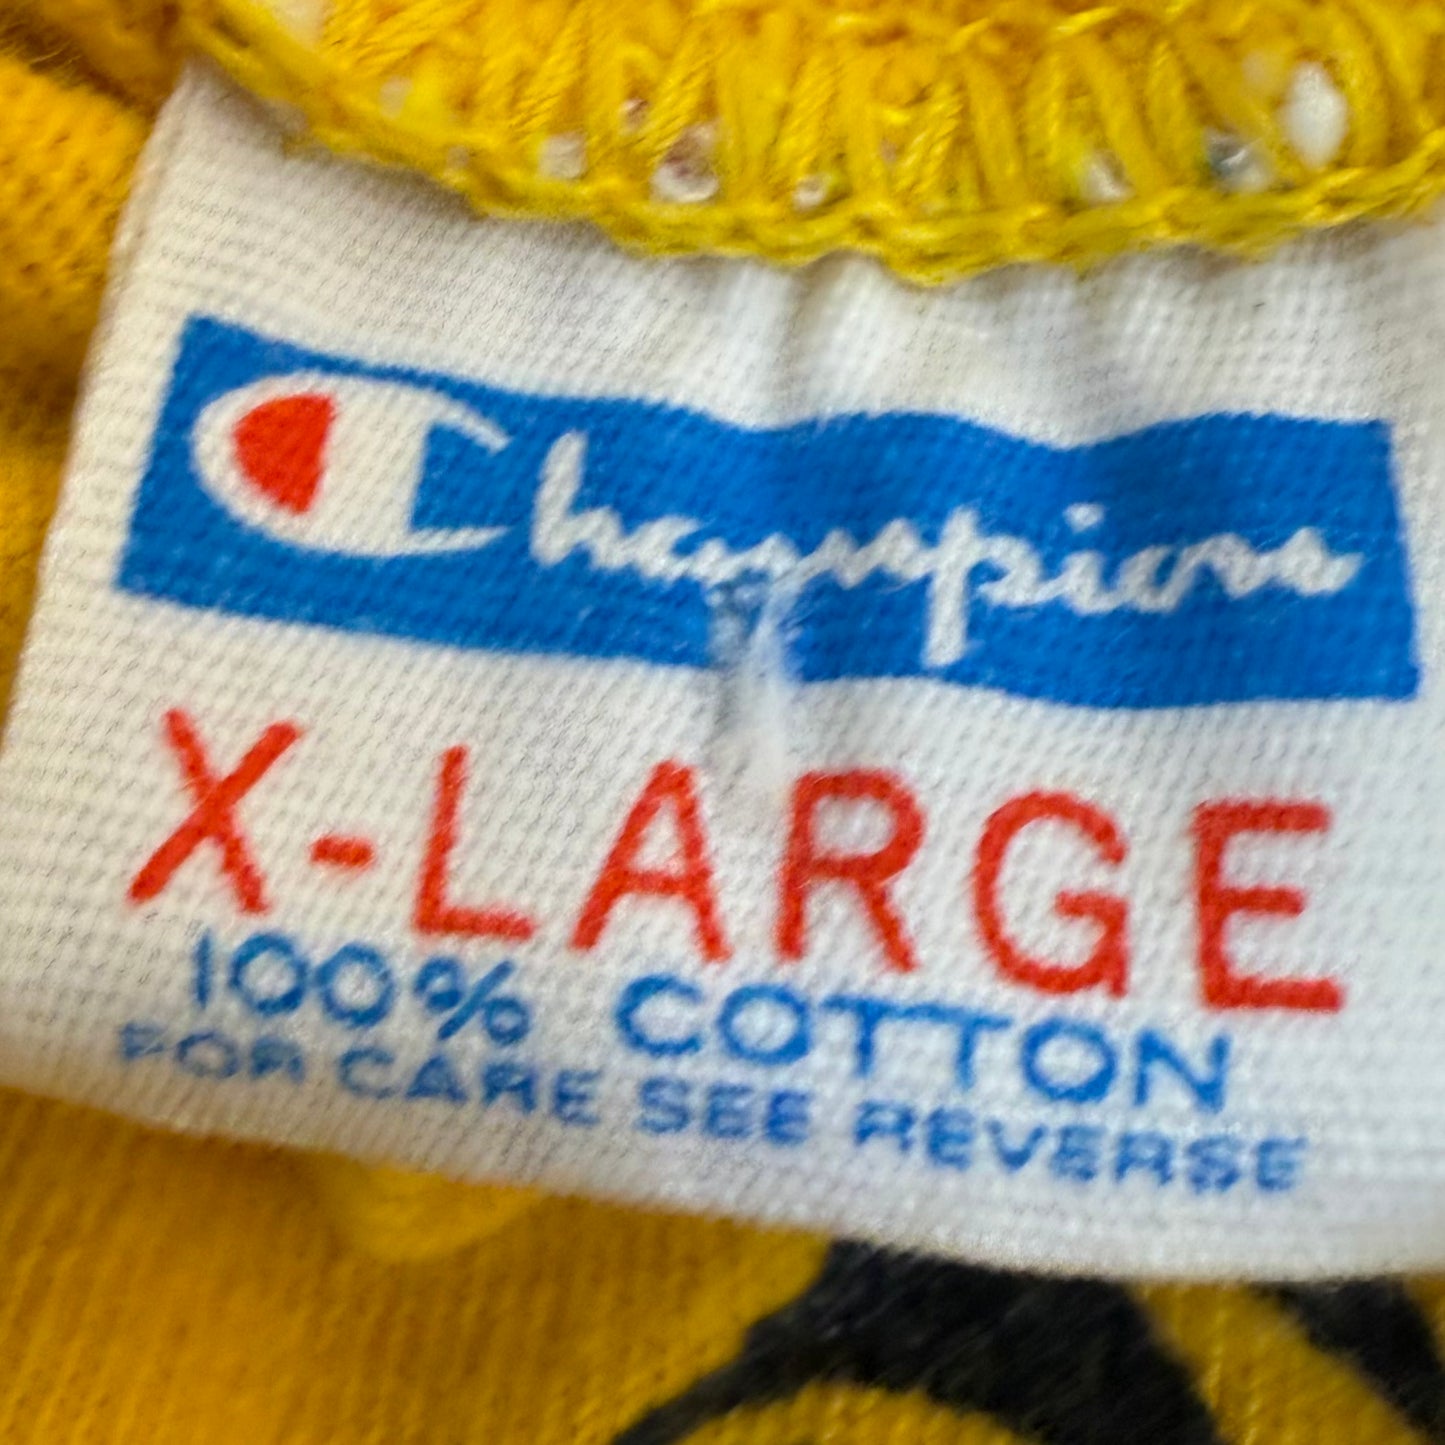 Champion
X-LARGE
100% COTTON
FOR CARE SEE REVERSE